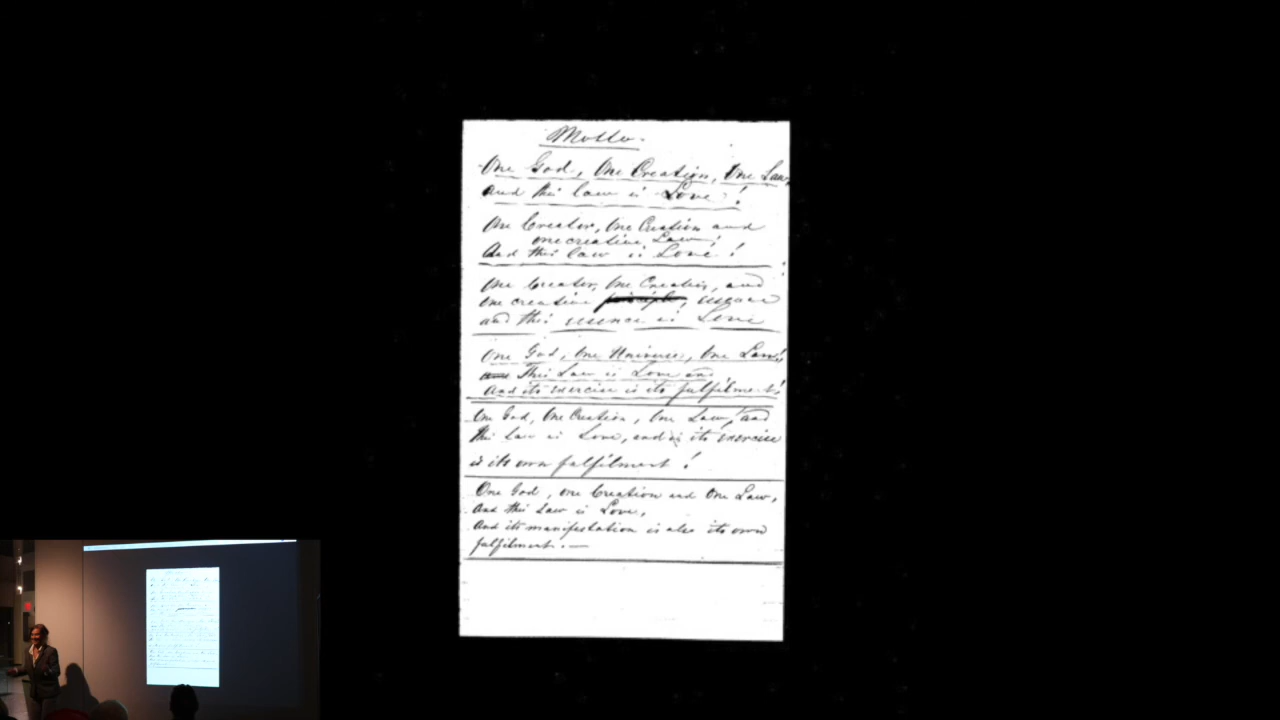 Motto.
One God, One Creation, One Law,
and this law is Love!
One Creator, One Creation and
one creative Law;
And this law is Love!
One Creator, One Creation, and
One creative principle, essence
and this essence is Love
One God, One Universe, One Law!
and This Law is Love and
And its exercise is its fulfilment!
One God, One Creation, One Law, and
this law is Love, and is its exercise
is its own fulfilment!
One God, one Creation and One Law,
And this Law is Love,
And its manifestation is also its own
fulfilment.—